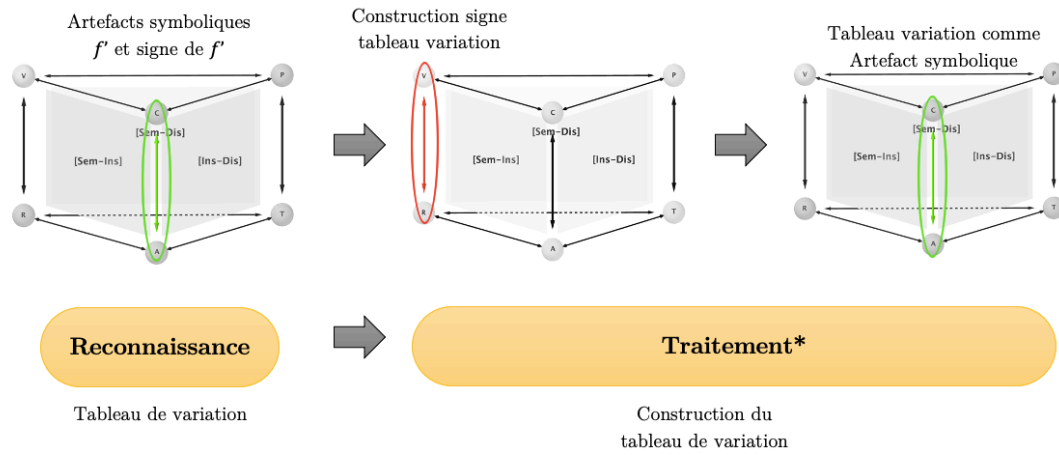 Artefacts symboliques
f' et signe de f'
V
P
C
[Sem-Dis]
[Sem-Ins]
[Ins-Dis]
R
T
A
Construction signe
tableau variation
V
P
C
[Sem-Dis]
[Sem-Ins]
[Ins-Dis]
R
T
A
Tableau variation comme
Artefact symbolique
V
P
C
[Sem-Dis]
[Sem-Ins]
[Ins-Dis]
R
T
A
Reconnaissance
Traitement*
Tableau de variation
Construction du
tableau de variation